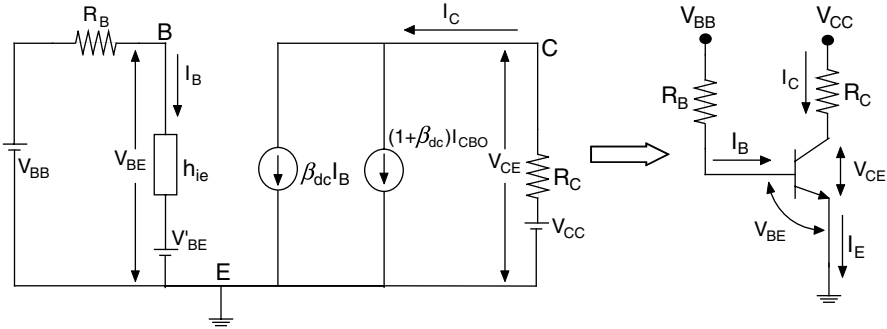 R_B
B
I_B
V_BB
V_BE
h_ie
V'_BE
E
β_dc I_B
(1+β_dc)I_CBO
I_C
C
V_CE
R_C
V_CC
V_BB
V_CC
R_B
I_C
R_C
I_B
V_CE
V_BE
I_E